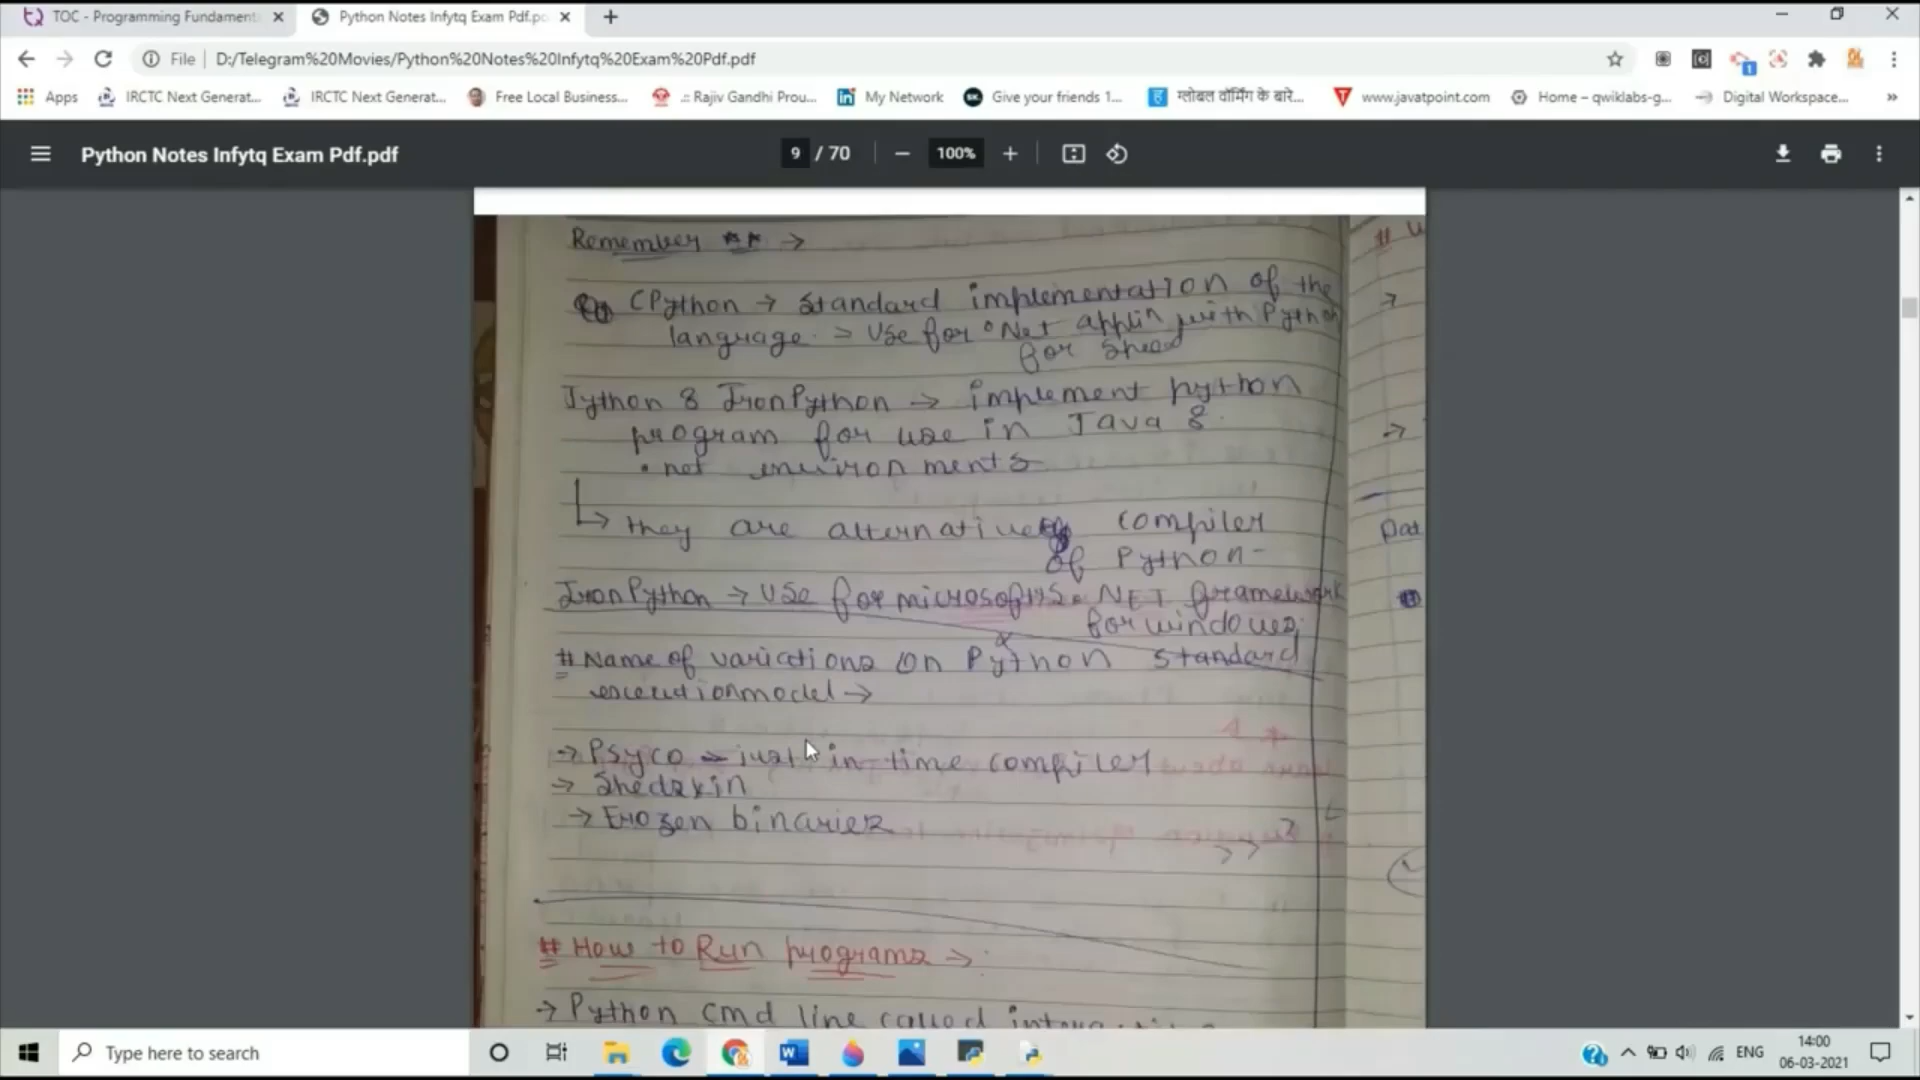 TOC - Programming Fundament
Python Notes Infytq Exam Pdf.po
File
D:/Telegram%20Movies/Python%20Notes%20Infytq%20Exam%20Pdf.pdf
Apps
IRCTC Next Generat...
IRCTC Next Generat...
Free Local Business...
.:: Rajiv Gandhi Prou...
My Network
Give your friends 1...
ग्लोबल वॉर्मिंग के बारे...
www.javatpoint.com
Home – qwiklabs-g...
Digital Workspace...
»
Python Notes Infytq Exam Pdf.pdf
9 / 70
100%
Remember ** →
CPython → Standard implementation of the
language. → Use for .Net applin with Python
for Speed
Jython & IronPython → implement python
program for use in Java &
.net environments
↳ they are alternative compiler
of Python-
IronPython → use for microsoft's .NET framework
for windows.
# Name of variations on Python standard
executionmodel →
→ Psyco → just in-time compiler
→ Shedskin
→ Frozen binaries
# How to Run programs →
→ Python cmd line called
Type here to search
ENG
14:00
06-03-2021